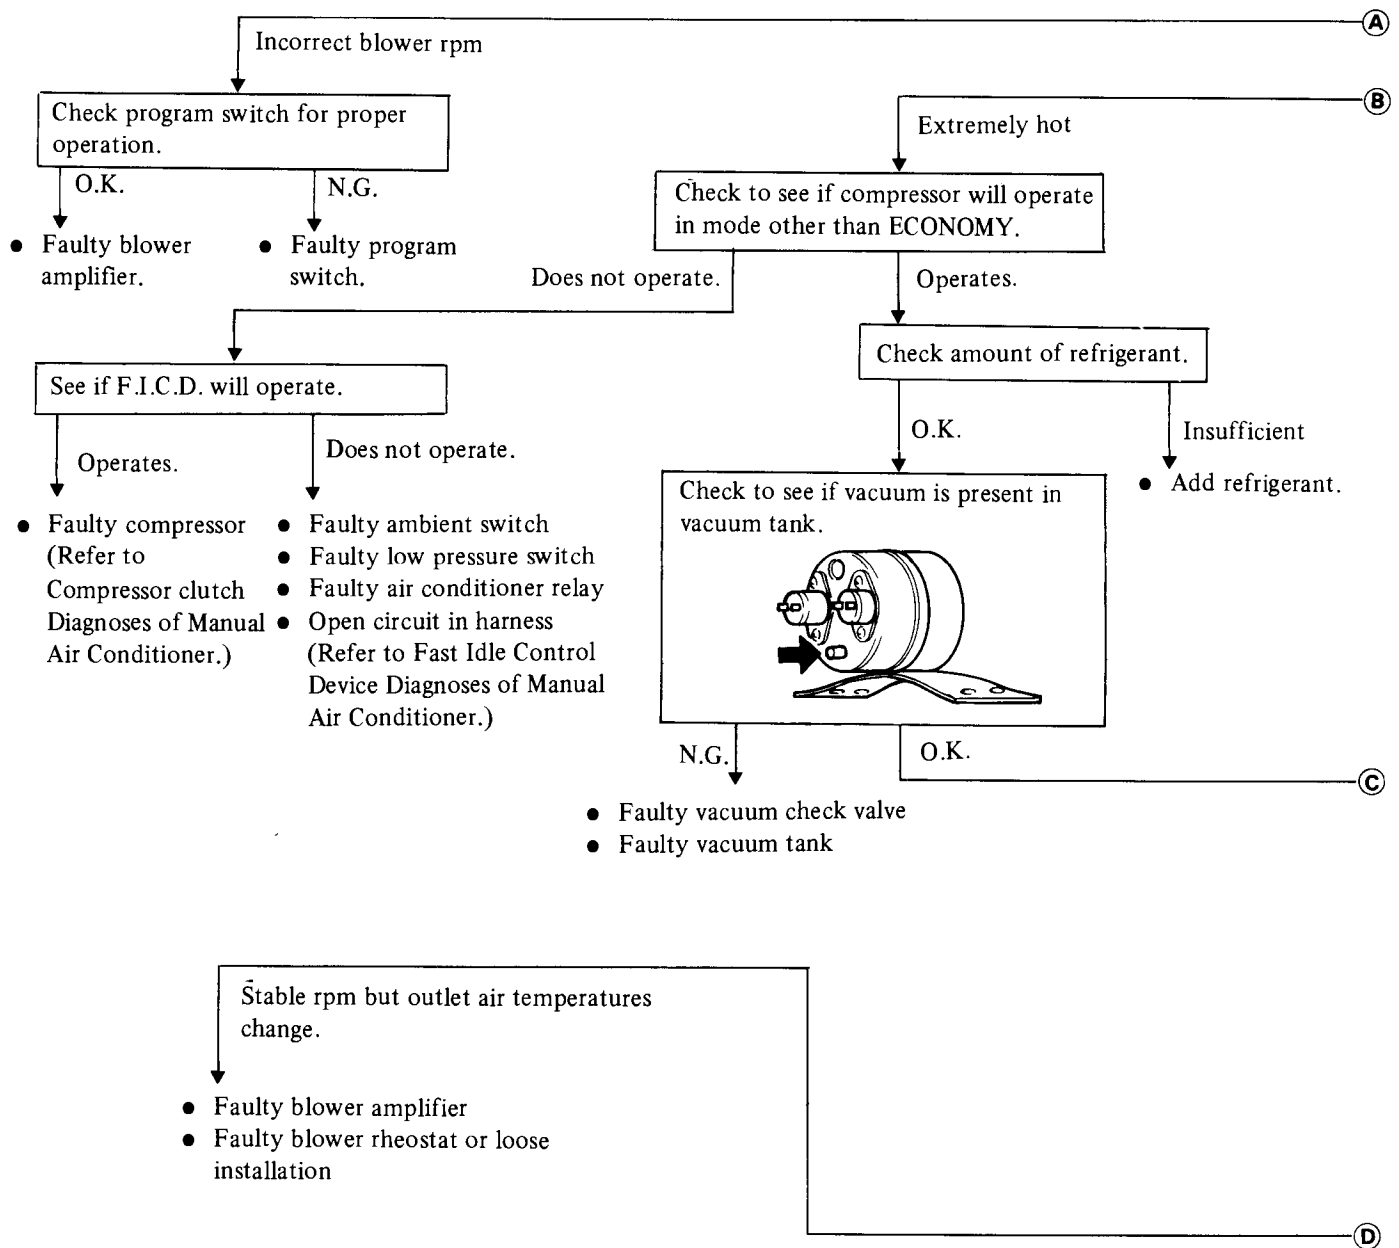 A
Incorrect blower rpm
Check program switch for proper
operation.
O.K.
N.G.
● Faulty blower
amplifier.
● Faulty program
switch.
B
Extremely hot
Check to see if compressor will operate
in mode other than ECONOMY.
Does not operate.
Operates.
See if F.I.C.D. will operate.
Operates.
Does not operate.
● Faulty compressor
(Refer to
Compressor clutch
Diagnoses of Manual
Air Conditioner.)
● Faulty ambient switch
● Faulty low pressure switch
● Faulty air conditioner relay
● Open circuit in harness
(Refer to Fast Idle Control
Device Diagnoses of Manual
Air Conditioner.)
Check amount of refrigerant.
O.K.
Insufficient
● Add refrigerant.
Check to see if vacuum is present in
vacuum tank.
N.G.
O.K.
C
● Faulty vacuum check valve
● Faulty vacuum tank
Stable rpm but outlet air temperatures
change.
● Faulty blower amplifier
● Faulty blower rheostat or loose
installation
D